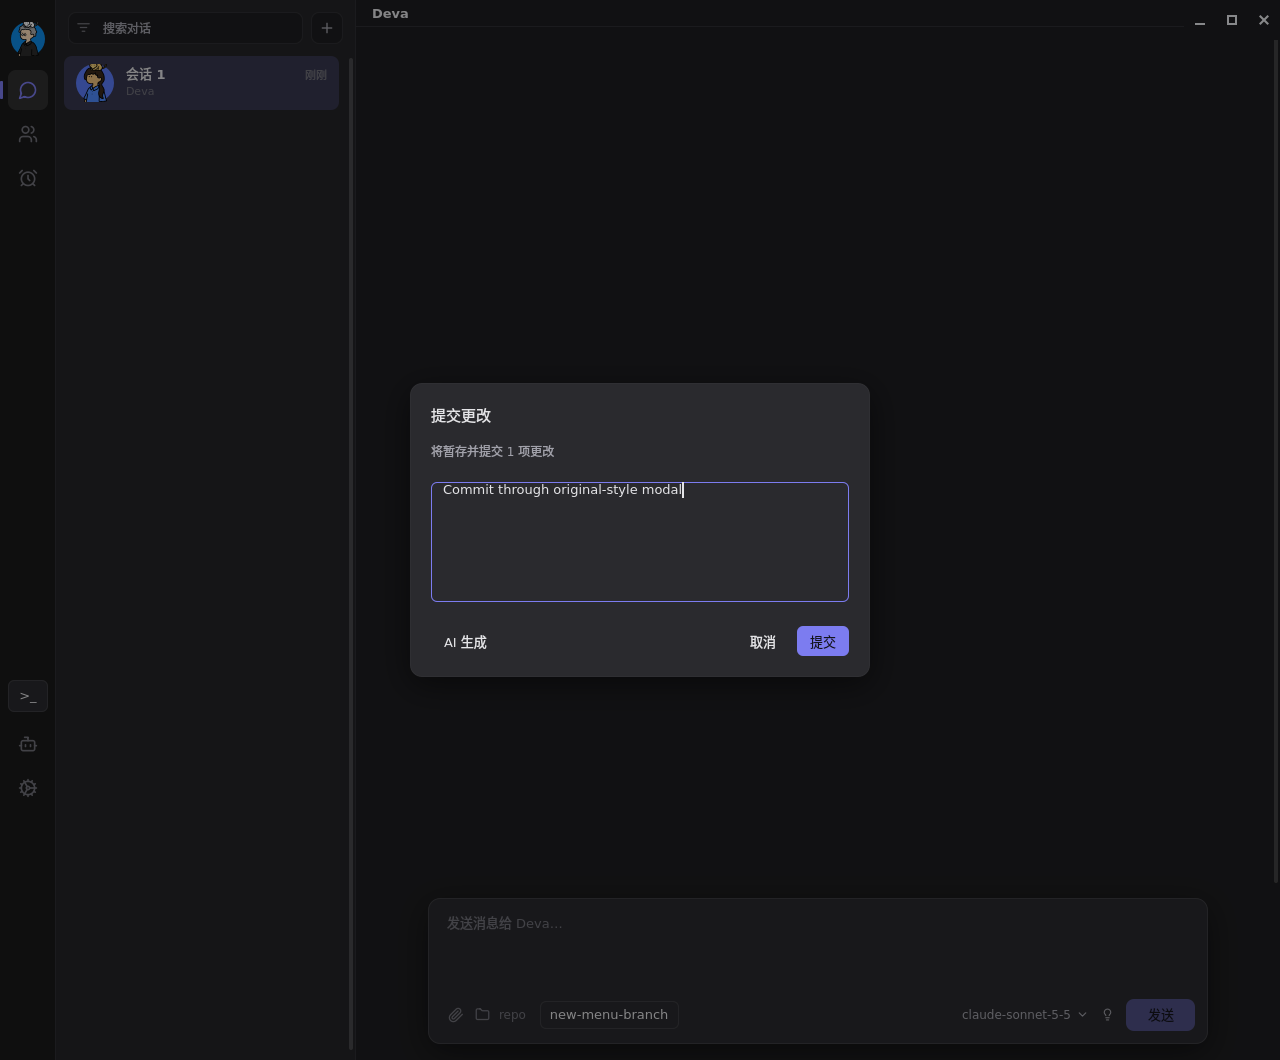 Deva
搜索对话
会话 1
刚刚
Deva
提交更改
将暂存并提交 1 项更改
Commit through original-style modal
AI 生成
取消
提交
>_
发送消息给 Deva...
repo
new-menu-branch
claude-sonnet-5-5
发送